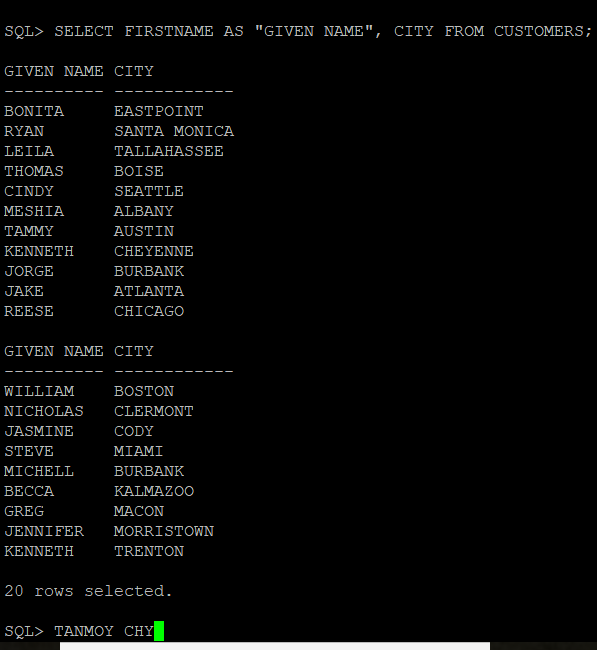 SQL> SELECT FIRSTNAME AS "GIVEN NAME", CITY FROM CUSTOMERS;
GIVEN NAME CITY
---------- ------------
BONITA     EASTPOINT
RYAN       SANTA MONICA
LEILA      TALLAHASSEE
THOMAS     BOISE
CINDY      SEATTLE
MESHIA     ALBANY
TAMMY      AUSTIN
KENNETH    CHEYENNE
JORGE      BURBANK
JAKE       ATLANTA
REESE      CHICAGO
GIVEN NAME CITY
---------- ------------
WILLIAM    BOSTON
NICHOLAS   CLERMONT
JASMINE    CODY
STEVE      MIAMI
MICHELL    BURBANK
BECCA      KALMAZOO
GREG       MACON
JENNIFER   MORRISTOWN
KENNETH    TRENTON
20 rows selected.
SQL> TANMOY CHY